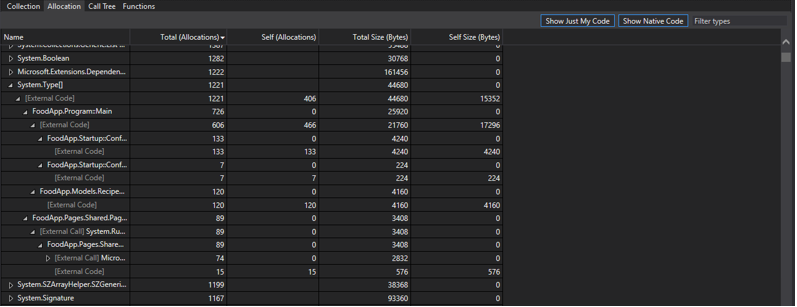 Collection Allocation Call Tree Functions
Show Just My Code Show Native Code Filter types
Name Total (Allocations) Self (Allocations) Total Size (Bytes) Self Size (Bytes)
System.Boolean 1282 0 30768 0
Microsoft.Extensions.Dependen... 1222 0 161456 0
System.Type[] 1221 0 44680 0
[External Code] 1221 406 44680 15352
FoodApp.Program::Main 726 0 25920 0
[External Code] 606 466 21760 17296
FoodApp.Startup::Conf... 133 0 4240 0
[External Code] 133 133 4240 4240
FoodApp.Startup::Conf... 7 0 224 0
[External Code] 7 7 224 224
FoodApp.Models.Recipe... 120 0 4160 0
[External Code] 120 120 4160 4160
FoodApp.Pages.Shared.Pag... 89 0 3408 0
[External Call] System.Ru... 89 0 3408 0
FoodApp.Pages.Share... 89 0 3408 0
[External Call] Micro... 74 0 2832 0
[External Code] 15 15 576 576
System.SZArrayHelper.SZGeneri... 1199 0 38368 0
System.Signature 1167 0 93360 0